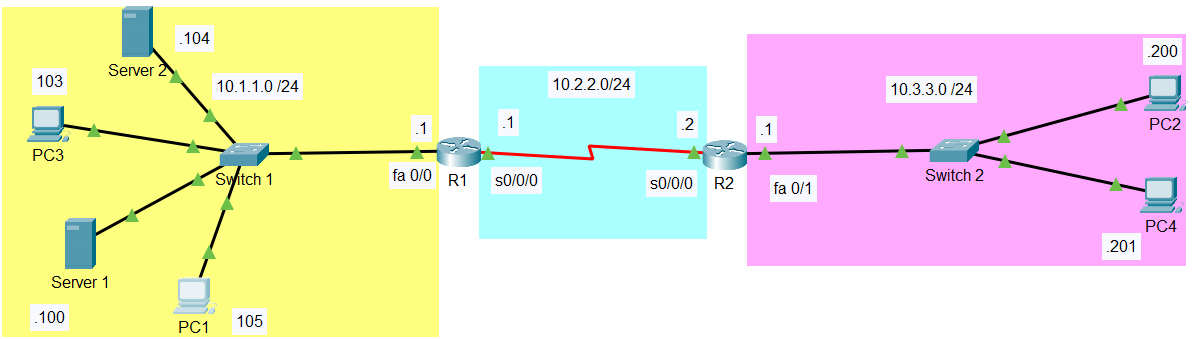 .104
Server 2
10.1.1.0 /24
103
PC3
Switch 1
Server 1
.100
PC1
105
.1
fa 0/0
R1
10.2.2.0/24
.1
s0/0/0
.2
s0/0/0
R2
10.3.3.0 /24
.1
fa 0/1
Switch 2
.200
PC2
PC4
.201